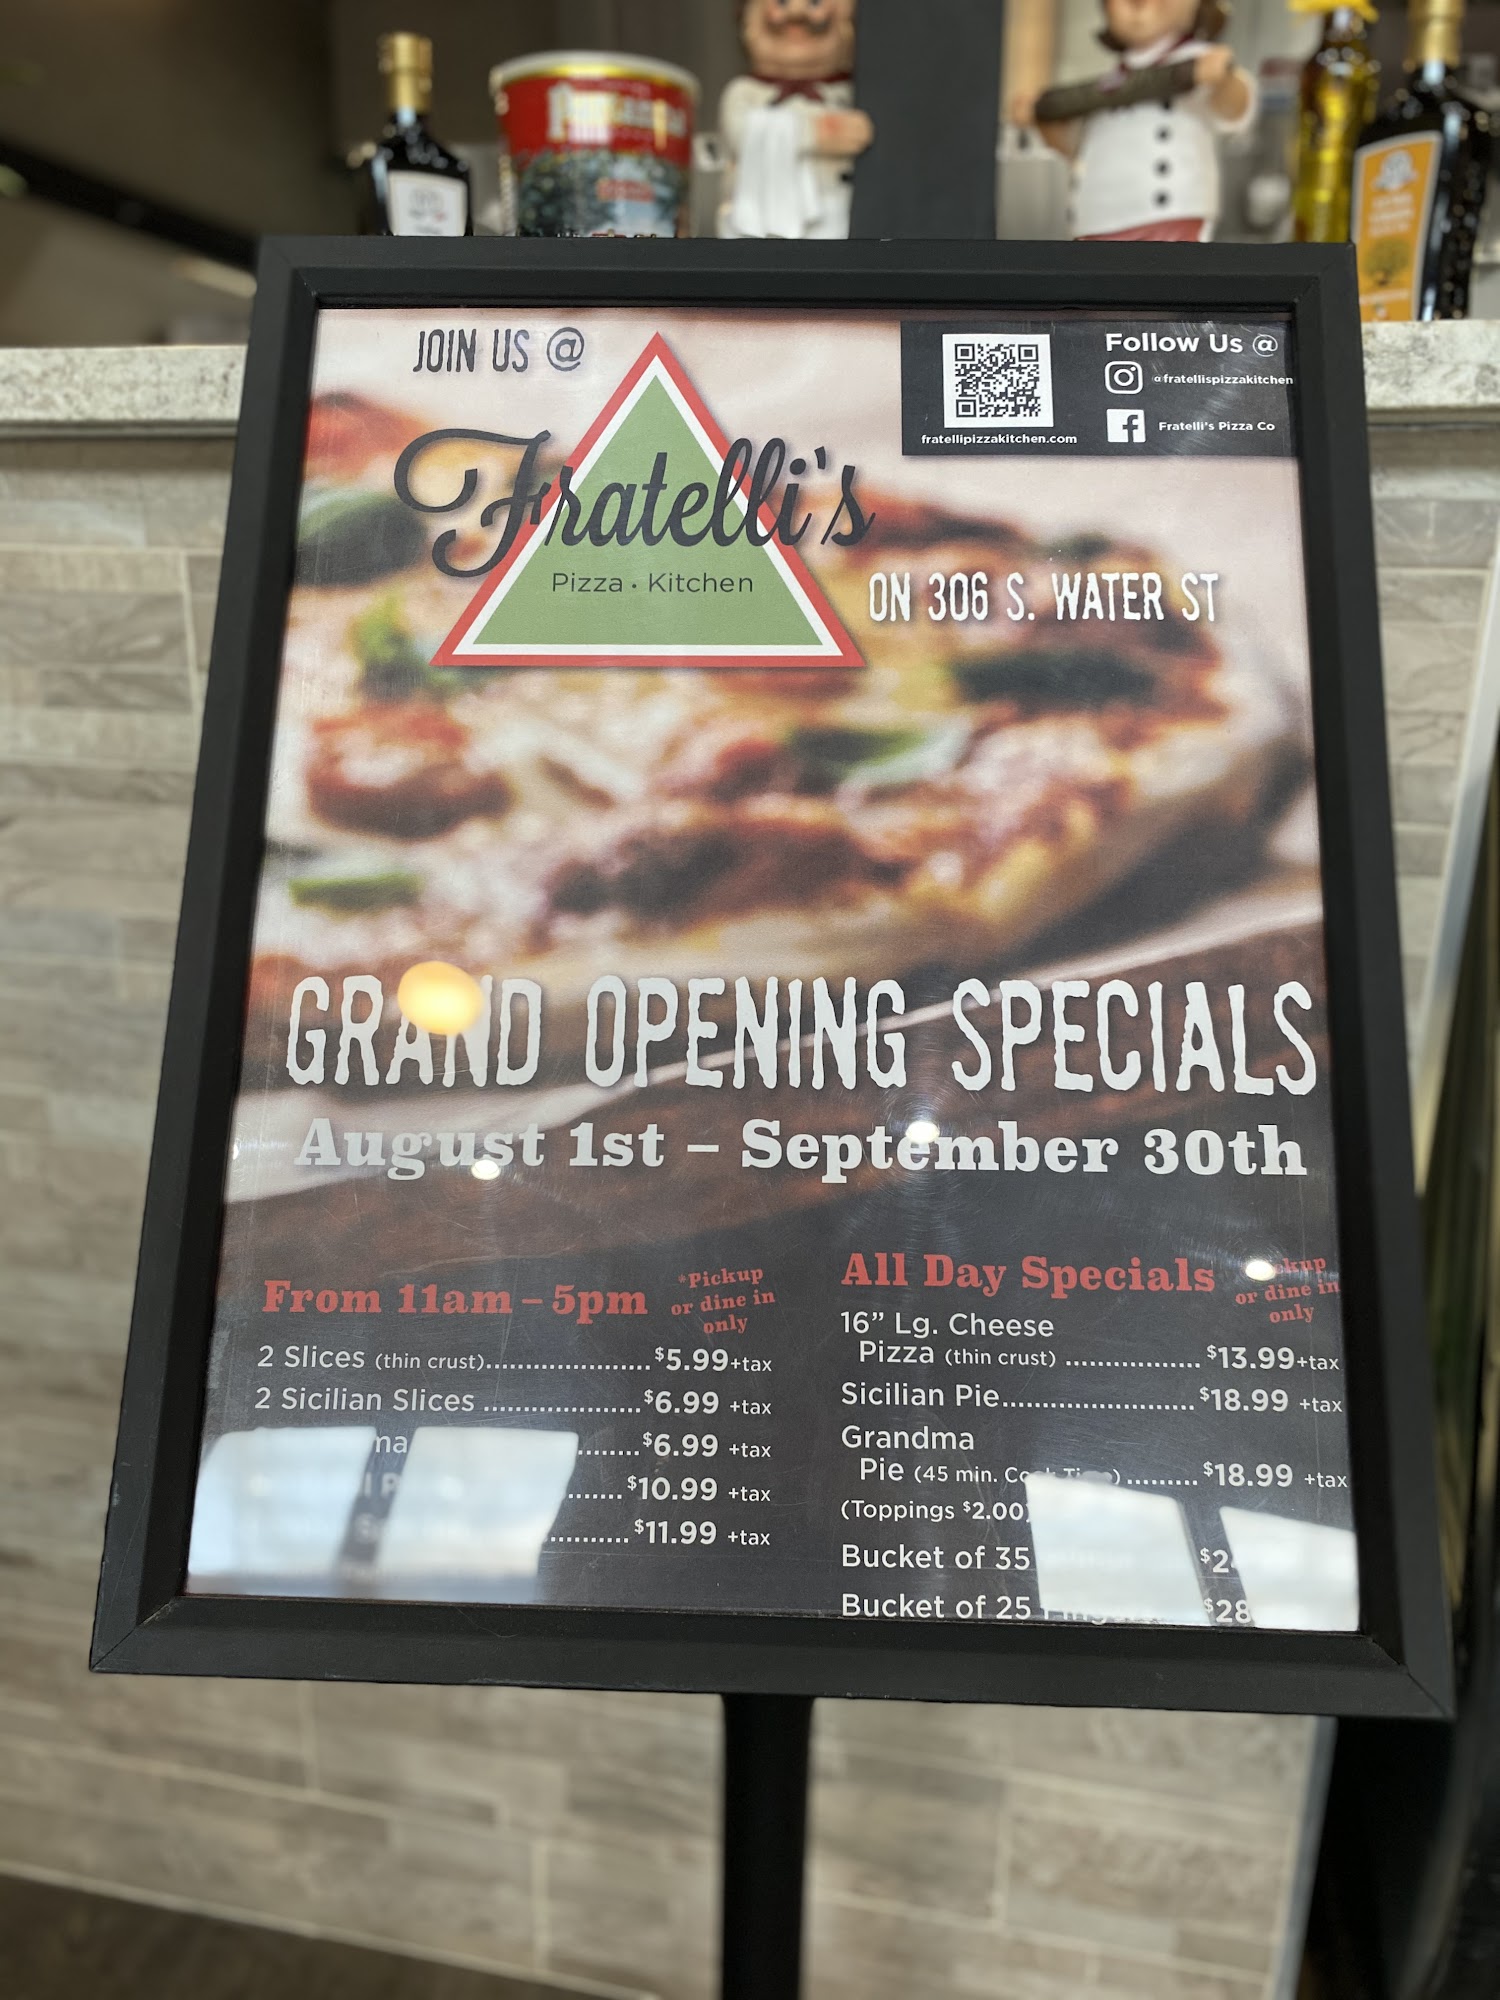 JOIN US @
Fratelli's
Pizza · Kitchen
ON 306 S. WATER ST
fratellipizzakitchen.com
Follow Us @
@fratellispizzakitchen
Fratelli's Pizza Co
GRAND OPENING SPECIALS
August 1st – September 30th
From 11am – 5pm
*Pickup
or dine in
only
2 Slices (thin crust)......................$5.99+tax
2 Sicilian Slices .....................$6.99 +tax
$6.99 +tax
$10.99 +tax
$11.99 +tax
All Day Specials
or dine in
only
16” Lg. Cheese
Pizza (thin crust) .................$13.99+tax
Sicilian Pie.........................$18.99 +tax
Grandma
Pie (45 min. Cook Time) .........$18.99 +tax
(Toppings $2.00)
Bucket of 35
Bucket of 25 $28